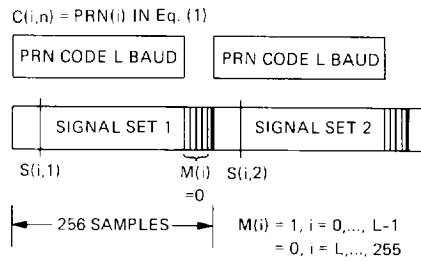 C(i,n) = PRN(i) IN Eq. (1)
PRN CODE L BAUD PRN CODE L BAUD
SIGNAL SET 1 SIGNAL SET 2
S(i,1) M(i) S(i,2)
=0
256 SAMPLES M(i) = 1, i = 0,..., L-1
= 0, i = L,..., 255